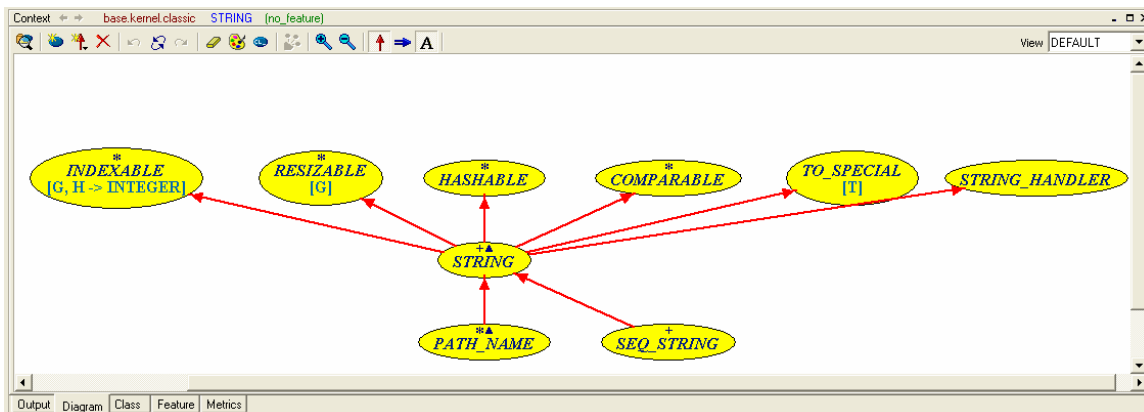 Context base.kernel.classic STRING (no_feature)
A View DEFAULT
*
INDEXABLE
[G, H -> INTEGER]
*
RESIZABLE
[G]
*
HASHABLE
*
COMPARABLE
TO_SPECIAL
[T]
STRING_HANDLER
+▲
STRING
*▲
PATH_NAME
+
SEQ_STRING
Output Diagram Class Feature Metrics